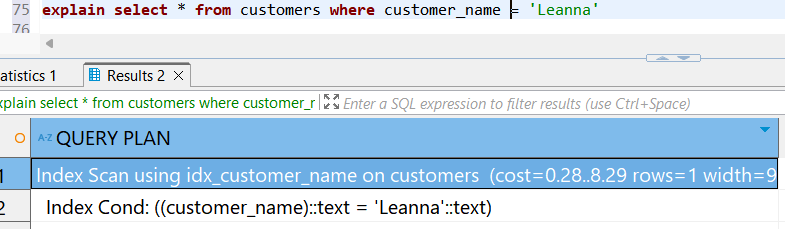 75 explain select * from customers where customer_name = 'Leanna'
76
atistics 1 Results 2
xplain select * from customers where customer_r Enter a SQL expression to filter results (use Ctrl+Space)
A-Z QUERY PLAN
1 Index Scan using idx_customer_name on customers (cost=0.28..8.29 rows=1 width=9
2 Index Cond: ((customer_name)::text = 'Leanna'::text)